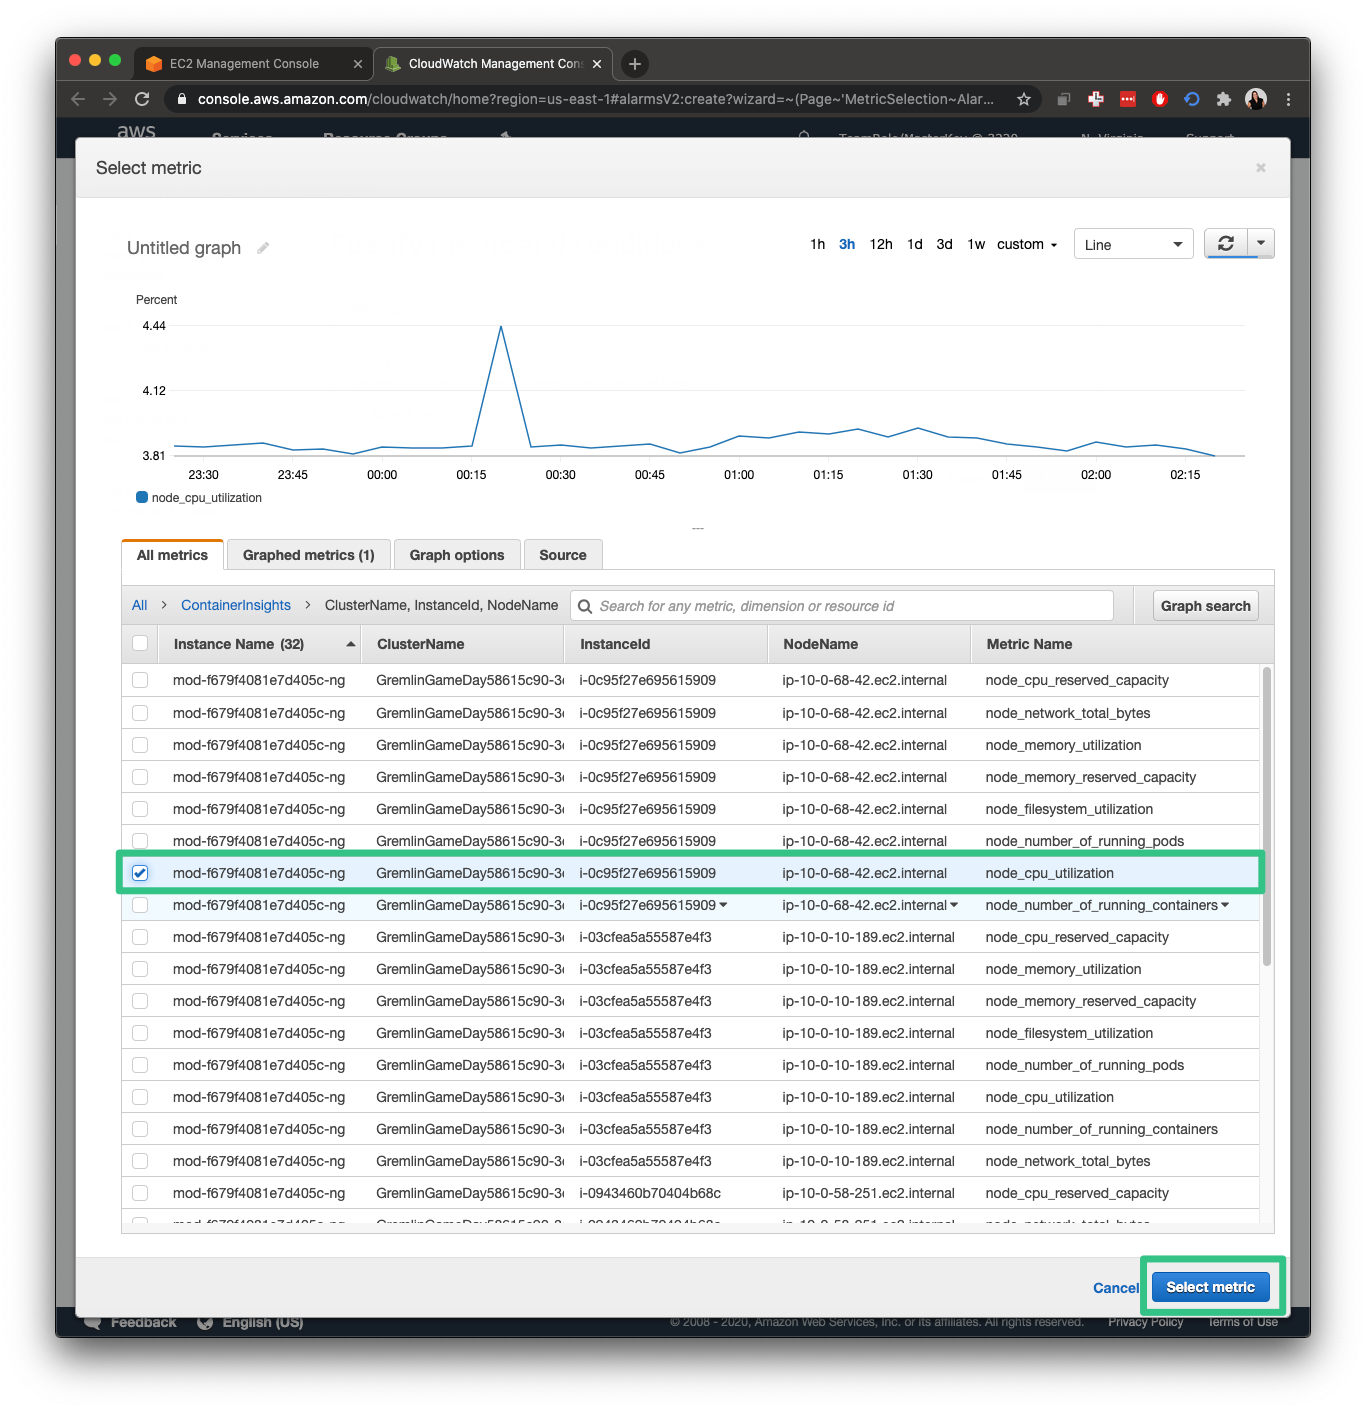 EC2 Management Console
CloudWatch Management Con
console.aws.amazon.com/cloudwatch/home?region=us-east-1#alarmsV2:create?wizard=~(Page~'MetricSelection~Alar...
aws Services Resource Groups N. Virginia Support
Select metric
Untitled graph
1h 3h 12h 1d 3d 1w custom Line
Percent
4.44
4.12
3.81
23:30 23:45 00:00 00:15 00:30 00:45 01:00 01:15 01:30 01:45 02:00 02:15
node_cpu_utilization
All metrics Graphed metrics (1) Graph options Source
All > ContainerInsights > ClusterName, InstanceId, NodeName Search for any metric, dimension or resource id Graph search
Instance Name (32) ClusterName InstanceId NodeName Metric Name
mod-f679f4081e7d405c-ng GremlinGameDay58615c90-3 i-0c95f27e695615909 ip-10-0-68-42.ec2.internal node_cpu_reserved_capacity
mod-f679f4081e7d405c-ng GremlinGameDay58615c90-3 i-0c95f27e695615909 ip-10-0-68-42.ec2.internal node_network_total_bytes
mod-f679f4081e7d405c-ng GremlinGameDay58615c90-3 i-0c95f27e695615909 ip-10-0-68-42.ec2.internal node_memory_utilization
mod-f679f4081e7d405c-ng GremlinGameDay58615c90-3 i-0c95f27e695615909 ip-10-0-68-42.ec2.internal node_memory_reserved_capacity
mod-f679f4081e7d405c-ng GremlinGameDay58615c90-3 i-0c95f27e695615909 ip-10-0-68-42.ec2.internal node_filesystem_utilization
mod-f679f4081e7d405c-ng GremlinGameDay58615c90-3 i-0c95f27e695615909 ip-10-0-68-42.ec2.internal node_number_of_running_pods
mod-f679f4081e7d405c-ng GremlinGameDay58615c90-3 i-0c95f27e695615909 ip-10-0-68-42.ec2.internal node_cpu_utilization
mod-f679f4081e7d405c-ng GremlinGameDay58615c90-3 i-0c95f27e695615909 ip-10-0-68-42.ec2.internal node_number_of_running_containers
mod-f679f4081e7d405c-ng GremlinGameDay58615c90-3 i-03cfea5a55587e4f3 ip-10-0-10-189.ec2.internal node_cpu_reserved_capacity
mod-f679f4081e7d405c-ng GremlinGameDay58615c90-3 i-03cfea5a55587e4f3 ip-10-0-10-189.ec2.internal node_memory_utilization
mod-f679f4081e7d405c-ng GremlinGameDay58615c90-3 i-03cfea5a55587e4f3 ip-10-0-10-189.ec2.internal node_memory_reserved_capacity
mod-f679f4081e7d405c-ng GremlinGameDay58615c90-3 i-03cfea5a55587e4f3 ip-10-0-10-189.ec2.internal node_filesystem_utilization
mod-f679f4081e7d405c-ng GremlinGameDay58615c90-3 i-03cfea5a55587e4f3 ip-10-0-10-189.ec2.internal node_number_of_running_pods
mod-f679f4081e7d405c-ng GremlinGameDay58615c90-3 i-03cfea5a55587e4f3 ip-10-0-10-189.ec2.internal node_cpu_utilization
mod-f679f4081e7d405c-ng GremlinGameDay58615c90-3 i-03cfea5a55587e4f3 ip-10-0-10-189.ec2.internal node_number_of_running_containers
mod-f679f4081e7d405c-ng GremlinGameDay58615c90-3 i-03cfea5a55587e4f3 ip-10-0-10-189.ec2.internal node_network_total_bytes
mod-f679f4081e7d405c-ng GremlinGameDay58615c90-3 i-0943460b70404b68c ip-10-0-58-251.ec2.internal node_cpu_reserved_capacity
Cancel Select metric
Feedback English (US) © 2008 - 2020, Amazon Web Services, Inc. or its affiliates. All rights reserved. Privacy Policy Terms of Use